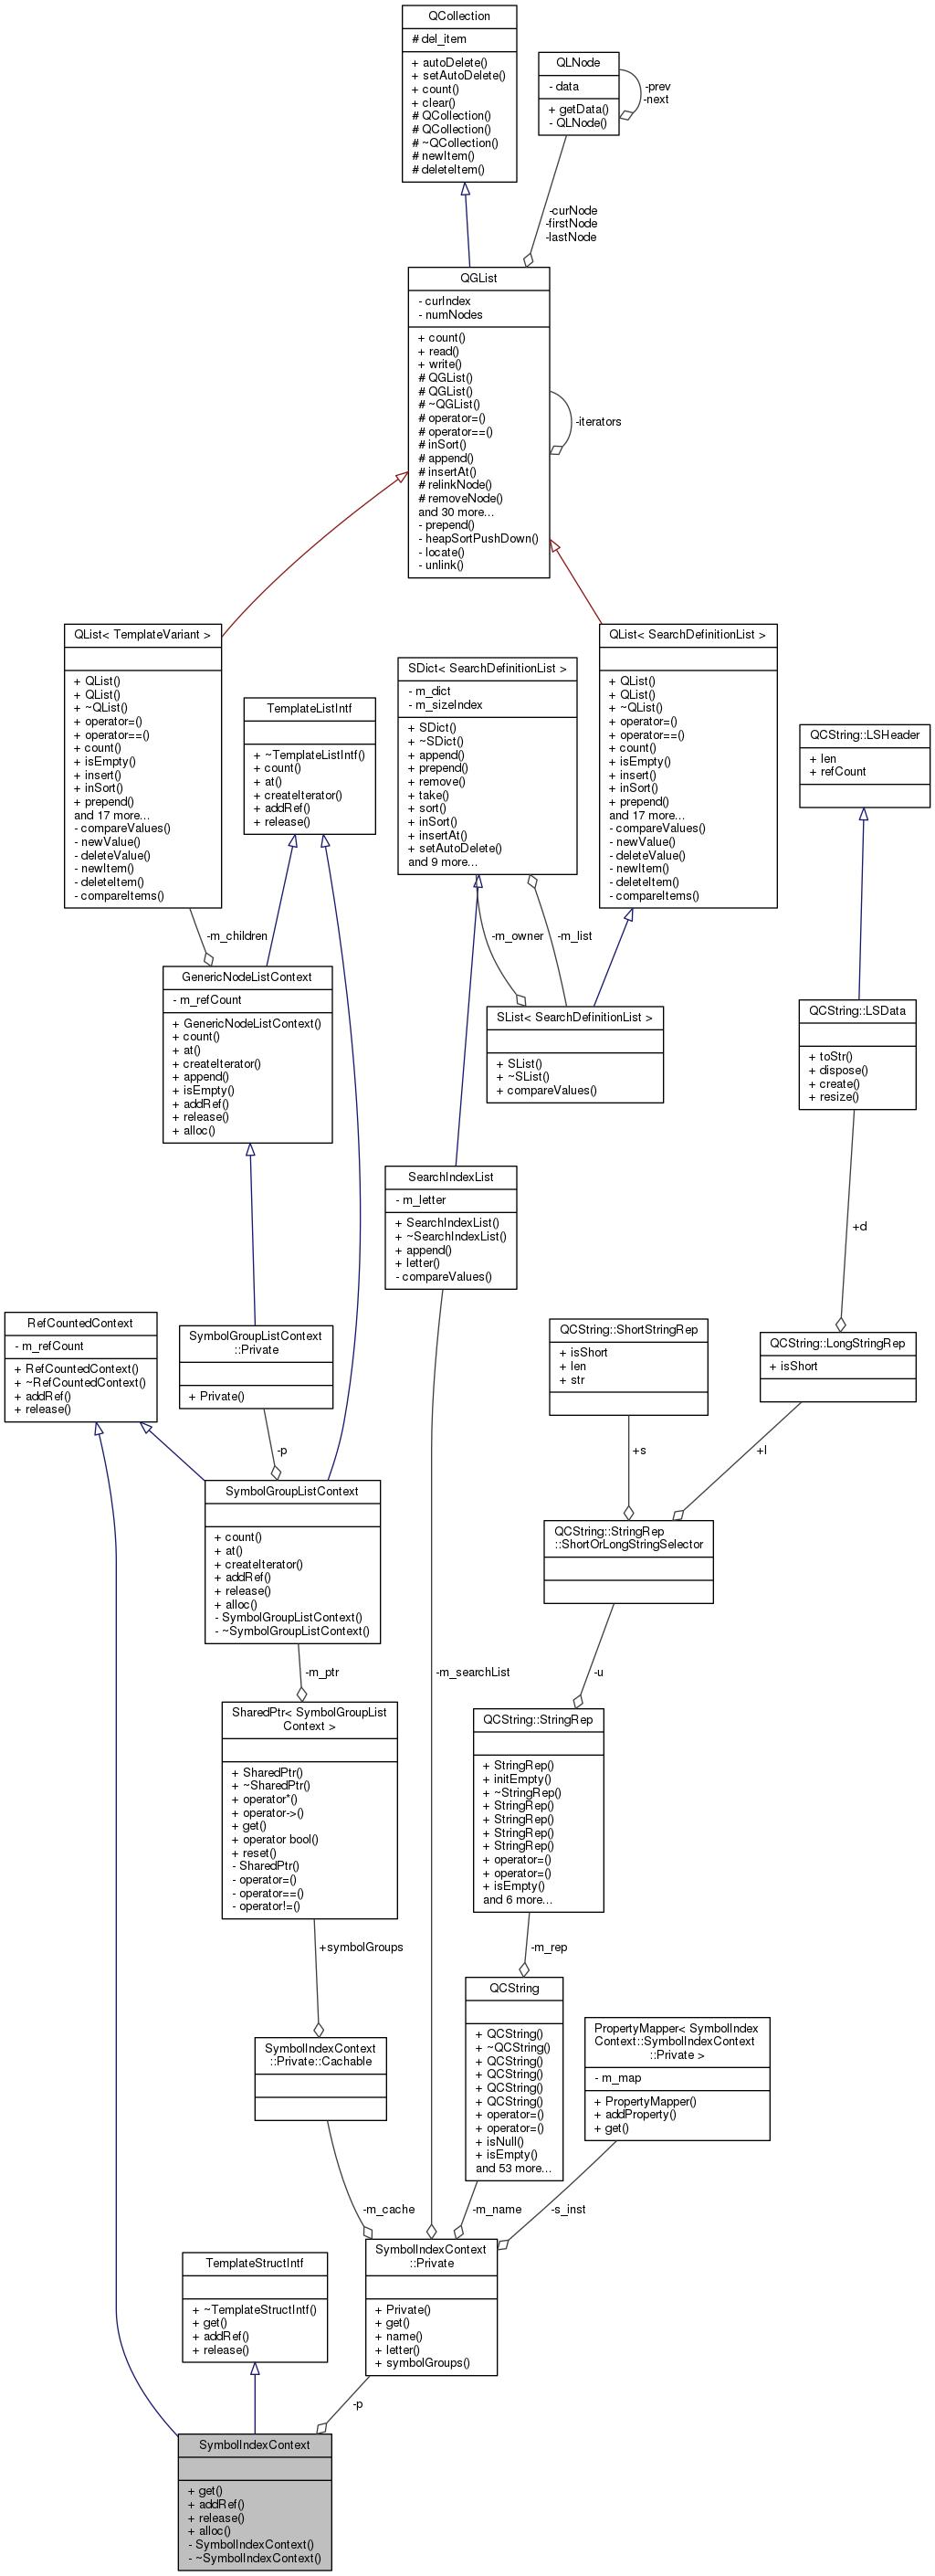 QCollection
# del_item
+ autoDelete()
+ setAutoDelete()
+ count()
+ clear()
# QCollection()
# QCollection()
# ~QCollection()
# newItem()
# deleteItem()
QLNode
- data
+ getData()
- QLNode()
-prev
-next
-curNode
-firstNode
-lastNode
QGList
- curIndex
- numNodes
+ count()
+ read()
+ write()
# QGList()
# QGList()
# ~QGList()
# operator=()
# operator==()
# inSort()
# append()
# insertAt()
# relinkNode()
# removeNode()
and 30 more...
- prepend()
- heapSortPushDown()
- locate()
- unlink()
-iterators
QList< TemplateVariant >
+ QList()
+ QList()
+ ~QList()
+ operator=()
+ operator==()
+ count()
+ isEmpty()
+ insert()
+ inSort()
+ prepend()
and 17 more...
- compareValues()
- newValue()
- deleteValue()
- newItem()
- deleteItem()
- compareItems()
TemplateListIntf
+ ~TemplateListIntf()
+ count()
+ at()
+ createIterator()
+ addRef()
+ release()
SDict< SearchDefinitionList >
- m_dict
- m_sizeIndex
+ SDict()
+ ~SDict()
+ append()
+ prepend()
+ remove()
+ take()
+ sort()
+ inSort()
+ insertAt()
+ setAutoDelete()
and 9 more...
QList< SearchDefinitionList >
+ QList()
+ QList()
+ ~QList()
+ operator=()
+ operator==()
+ count()
+ isEmpty()
+ insert()
+ inSort()
+ prepend()
and 17 more...
- compareValues()
- newValue()
- deleteValue()
- newItem()
- deleteItem()
- compareItems()
QCString::LSHeader
+ len
+ refCount
-m_children
-m_owner
-m_list
GenericNodeListContext
- m_refCount
+ GenericNodeListContext()
+ count()
+ at()
+ createIterator()
+ append()
+ isEmpty()
+ addRef()
+ release()
+ alloc()
SList< SearchDefinitionList >
+ SList()
+ ~SList()
+ compareValues()
QCString::LSData
+ toStr()
+ dispose()
+ create()
+ resize()
SearchIndexList
- m_letter
+ SearchIndexList()
+ ~SearchIndexList()
+ append()
+ letter()
- compareValues()
+d
RefCountedContext
- m_refCount
+ RefCountedContext()
+ ~RefCountedContext()
+ addRef()
+ release()
SymbolGroupListContext
::Private
+ Private()
QCString::ShortStringRep
+ isShort
+ len
+ str
QCString::LongStringRep
+ isShort
-p
+s
+l
SymbolGroupListContext
+ count()
+ at()
+ createIterator()
+ addRef()
+ release()
+ alloc()
- SymbolGroupListContext()
- ~SymbolGroupListContext()
QCString::StringRep
::ShortOrLongStringSelector
-m_ptr
-m_searchList
-u
SharedPtr< SymbolGroupList
Context >
+ SharedPtr()
+ ~SharedPtr()
+ operator*()
+ operator->()
+ get()
+ operator bool()
+ reset()
- SharedPtr()
- operator=()
- operator==()
- operator!=()
QCString::StringRep
+ StringRep()
+ initEmpty()
+ ~StringRep()
+ StringRep()
+ StringRep()
+ StringRep()
+ StringRep()
+ operator=()
+ operator=()
+ isEmpty()
and 6 more...
+symbolGroups
-m_rep
SymbolIndexContext
::Private::Cachable
QCString
+ QCString()
+ ~QCString()
+ QCString()
+ QCString()
+ QCString()
+ QCString()
+ operator=()
+ operator=()
+ isNull()
+ isEmpty()
and 53 more...
PropertyMapper< SymbolIndex
Context::SymbolIndexContext
::Private >
- m_map
+ PropertyMapper()
+ addProperty()
+ get()
-m_cache
-m_name
-s_inst
TemplateStructIntf
+ ~TemplateStructIntf()
+ get()
+ addRef()
+ release()
SymbolIndexContext
::Private
+ Private()
+ get()
+ name()
+ letter()
+ symbolGroups()
-p
SymbolIndexContext
+ get()
+ addRef()
+ release()
+ alloc()
- SymbolIndexContext()
- ~SymbolIndexContext()